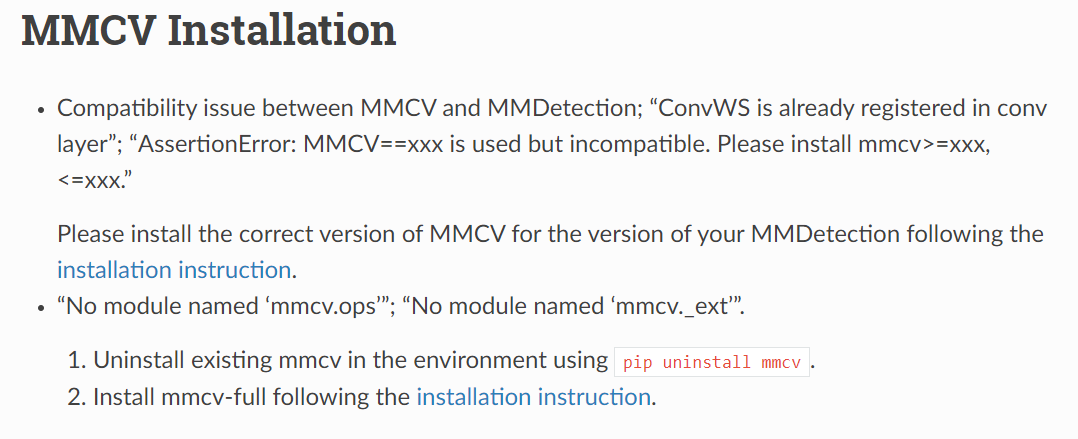 MMCV Installation
• Compatibility issue between MMCV and MMDetection; “ConvWS is already registered in conv
layer”; “AssertionError: MMCV==xxx is used but incompatible. Please install mmcv>=xxx,
<=xxx.”
Please install the correct version of MMCV for the version of your MMDetection following the
installation instruction.
• “No module named ‘mmcv.ops’”; “No module named ‘mmcv._ext’”.
1. Uninstall existing mmcv in the environment using pip uninstall mmcv.
2. Install mmcv-full following the installation instruction.